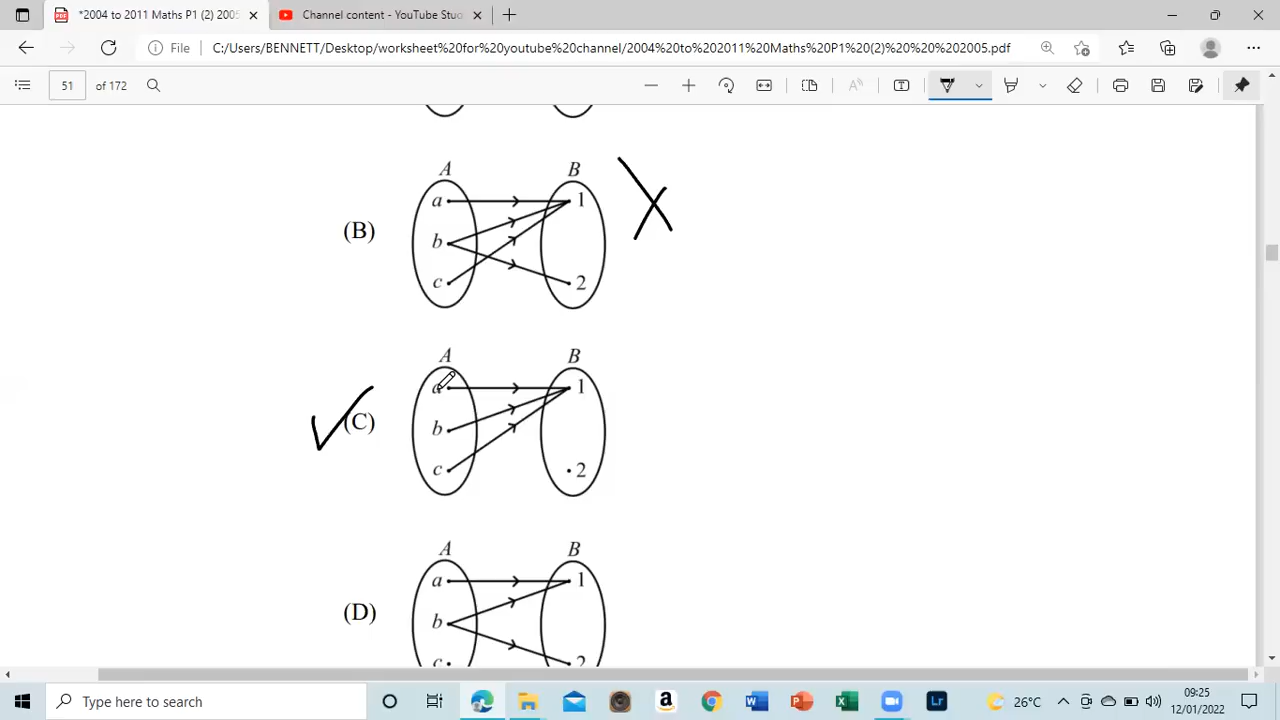 *2004 to 2011 Maths P1 (2) 2005
Channel content - YouTube Stu
File C:/Users/BENNETT/Desktop/worksheet%20for%20youtube%20channel/2004%20to%202011%20Maths%20P1%20(2)%20%20%202005.pdf
51 of 172
A B
a 1
(B)
b
c 2
A B
a 1
(C)
b
c 2
A B
a 1
(D)
b
c 2
Type here to search
26°C
09:25
12/01/2022